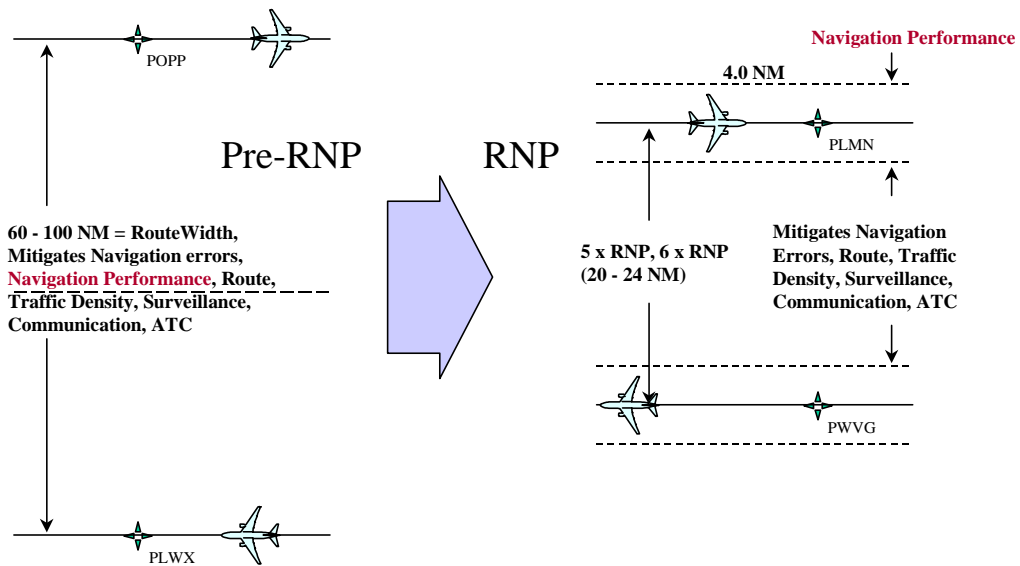 POPP
Pre-RNP
60 - 100 NM = RouteWidth,
Mitigates Navigation errors,
Navigation Performance, Route,
Traffic Density, Surveillance,
Communication, ATC
PLWX
RNP
Navigation Performance
4.0 NM
PLMN
5 x RNP, 6 x RNP
(20 - 24 NM)
Mitigates Navigation
Errors, Route, Traffic
Density, Surveillance,
Communication, ATC
PWVG